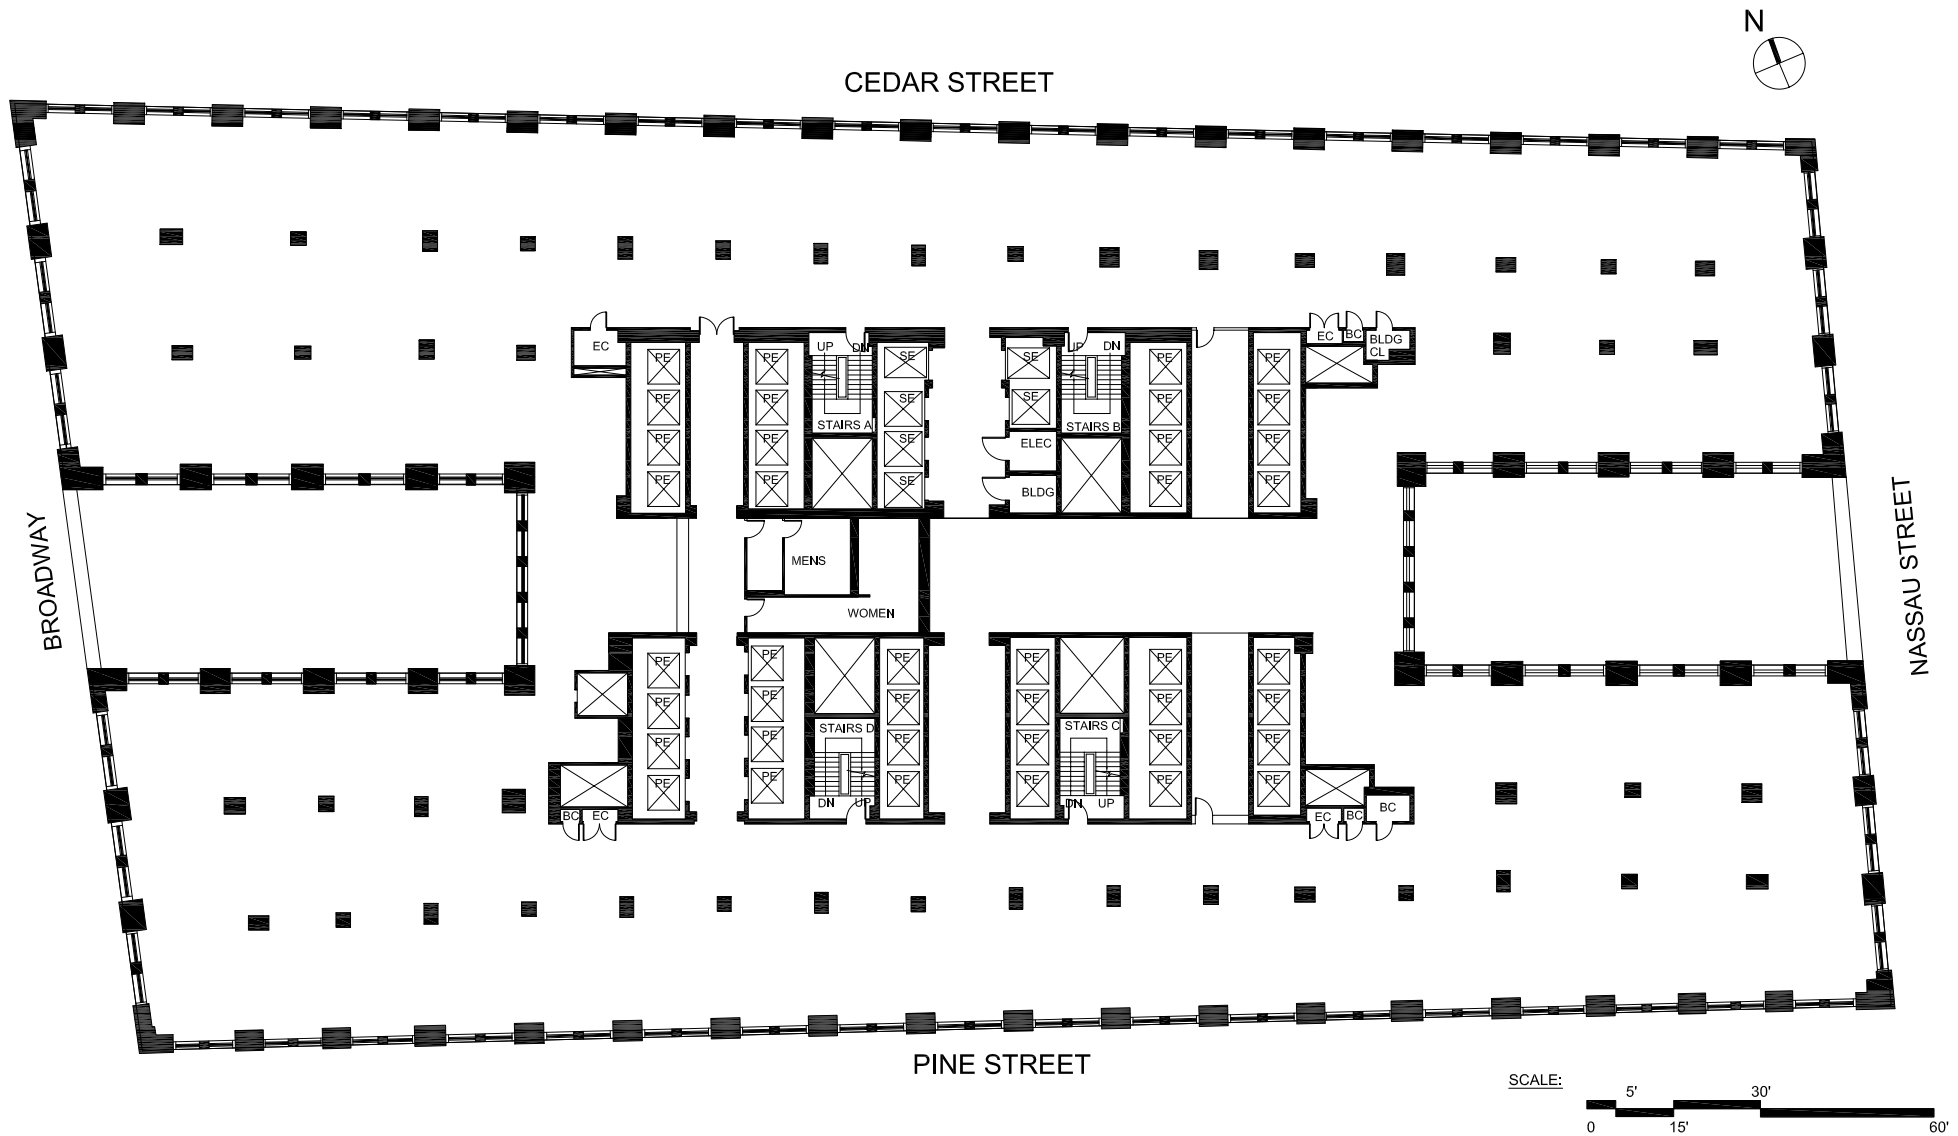 N
CEDAR STREET
EC BC
EC UP DN UP DN BLDG
CL
PE PE SE SE PE PE
PE PE SE SE PE PE
STAIRS A STAIRS B
PE PE SE ELEC PE PE
PE PE SE BLDG PE PE
BROADWAY
NASSAU STREET
MENS
WOMEN
PE PE PE PE PE PE
PE PE PE PE PE PE
STAIRS D STAIRS C
PE PE PE PE PE PE
PE PE PE PE PE PE
DN UP DN UP
BC EC EC BC BC
PINE STREET
SCALE:
5' 30'
0 15' 60'